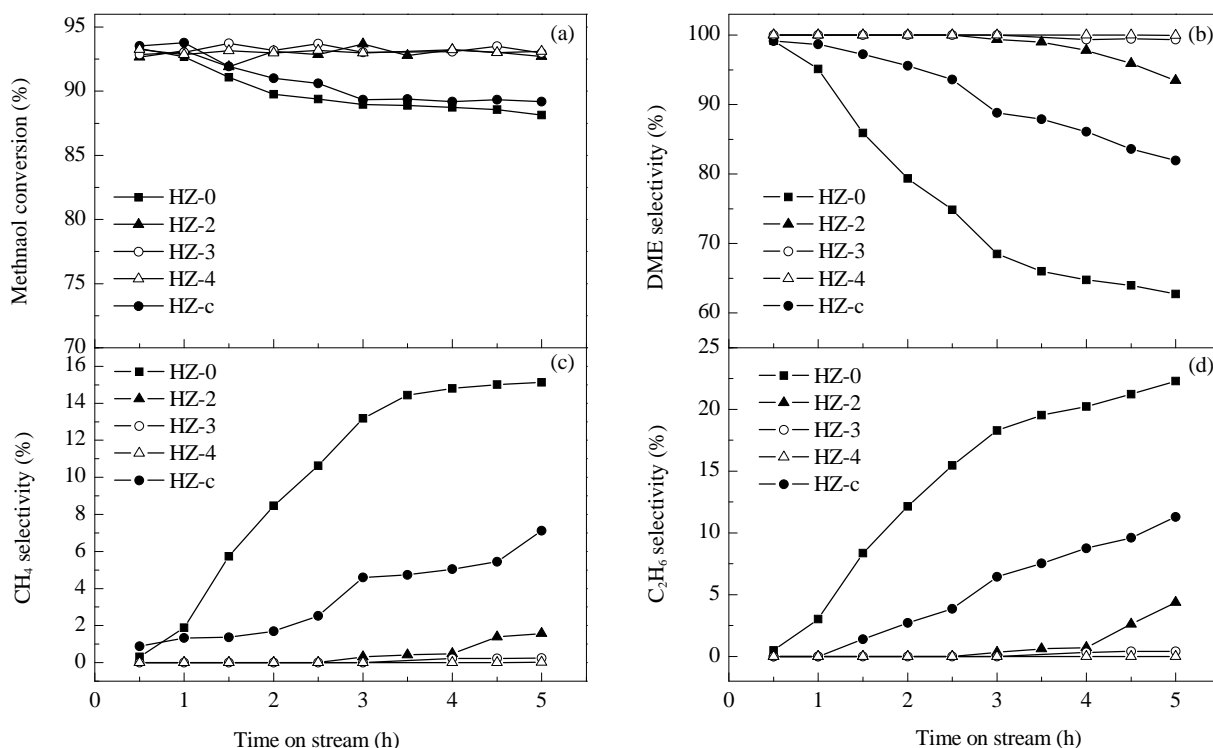 (a)
Methnaol conversion (%)
95
90
85
80
75
70
HZ-0
HZ-2
HZ-3
HZ-4
HZ-c
(b)
DME selectivity (%)
100
90
80
70
60
HZ-0
HZ-2
HZ-3
HZ-4
HZ-c
(c)
CH4 selectivity (%)
16
14
12
10
8
6
4
2
0
HZ-0
HZ-2
HZ-3
HZ-4
HZ-c
0 1 2 3 4 5
Time on stream (h)
(d)
C2H6 selectivity (%)
25
20
15
10
5
0
HZ-0
HZ-2
HZ-3
HZ-4
HZ-c
0 1 2 3 4 5
Time on stream (h)